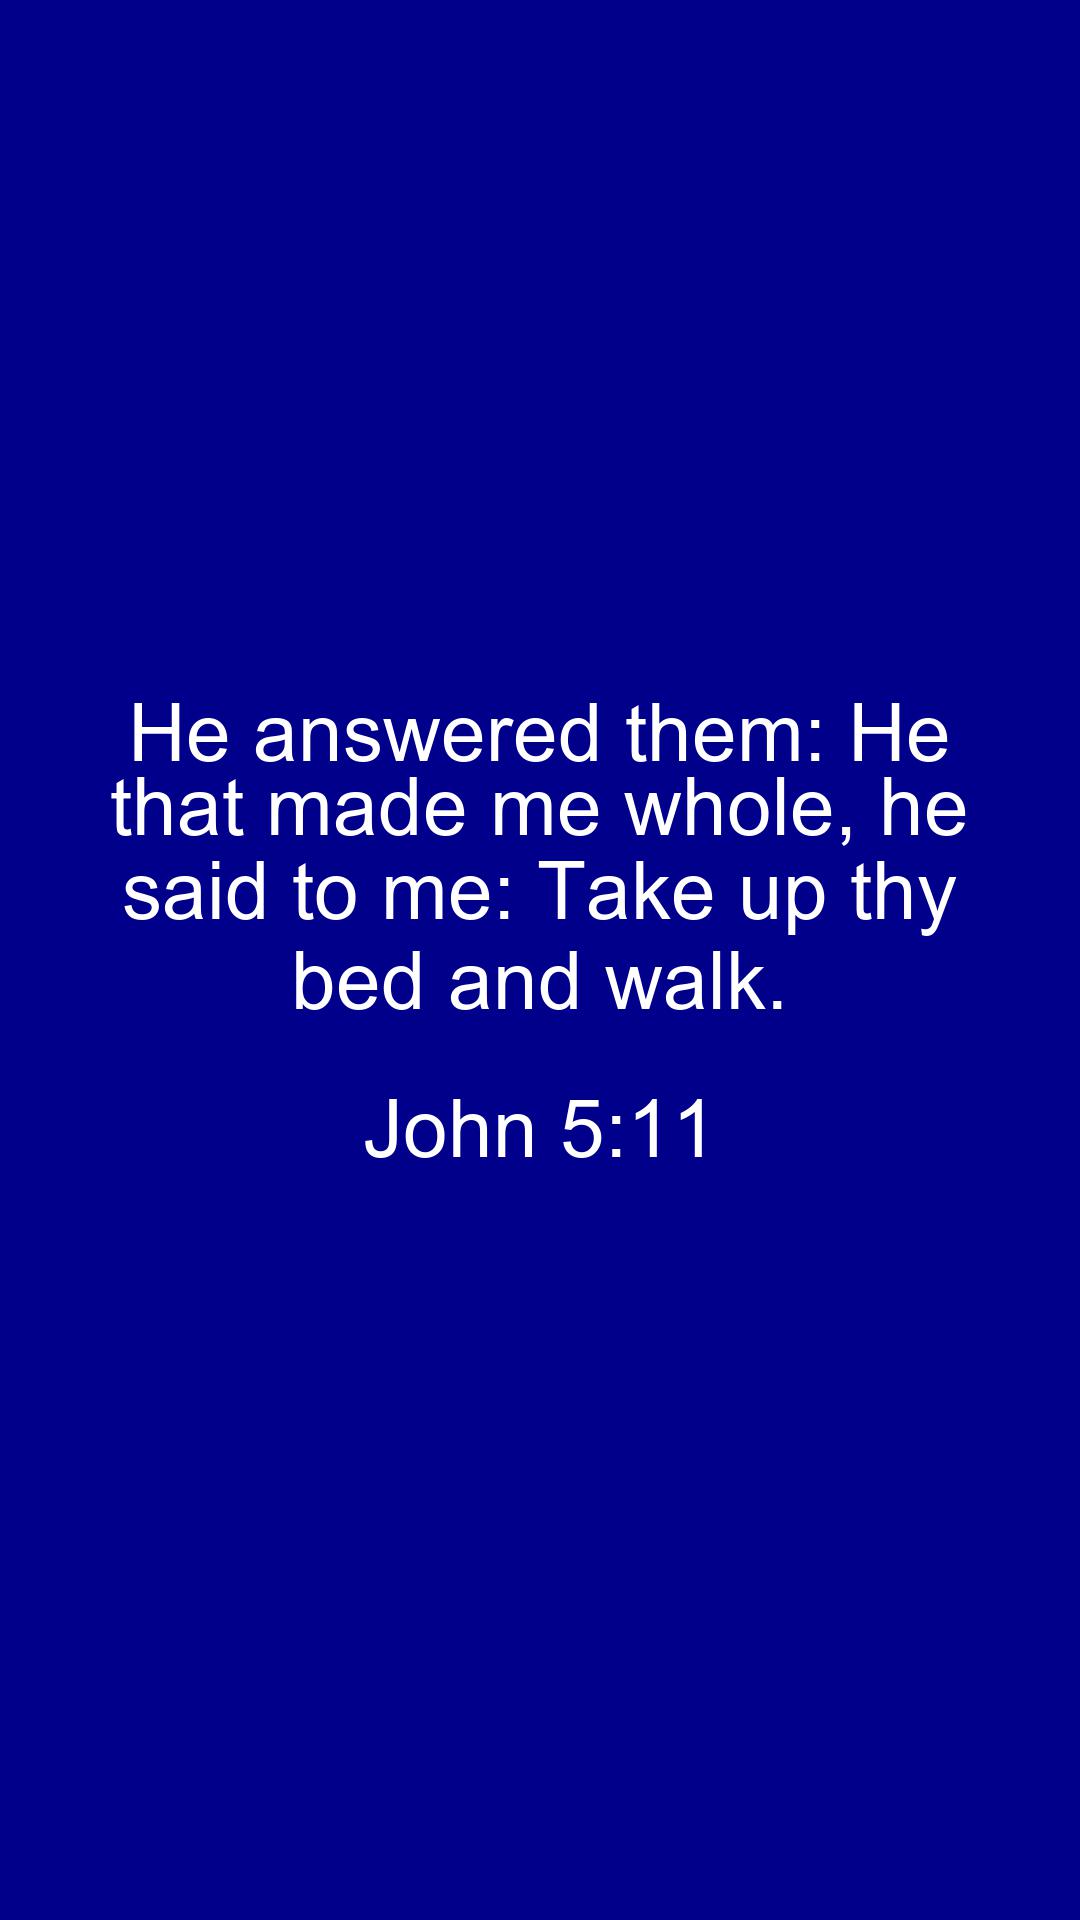 He answered them: He
that made me whole, he
said to me: Take up thy
bed and walk.
John 5:11